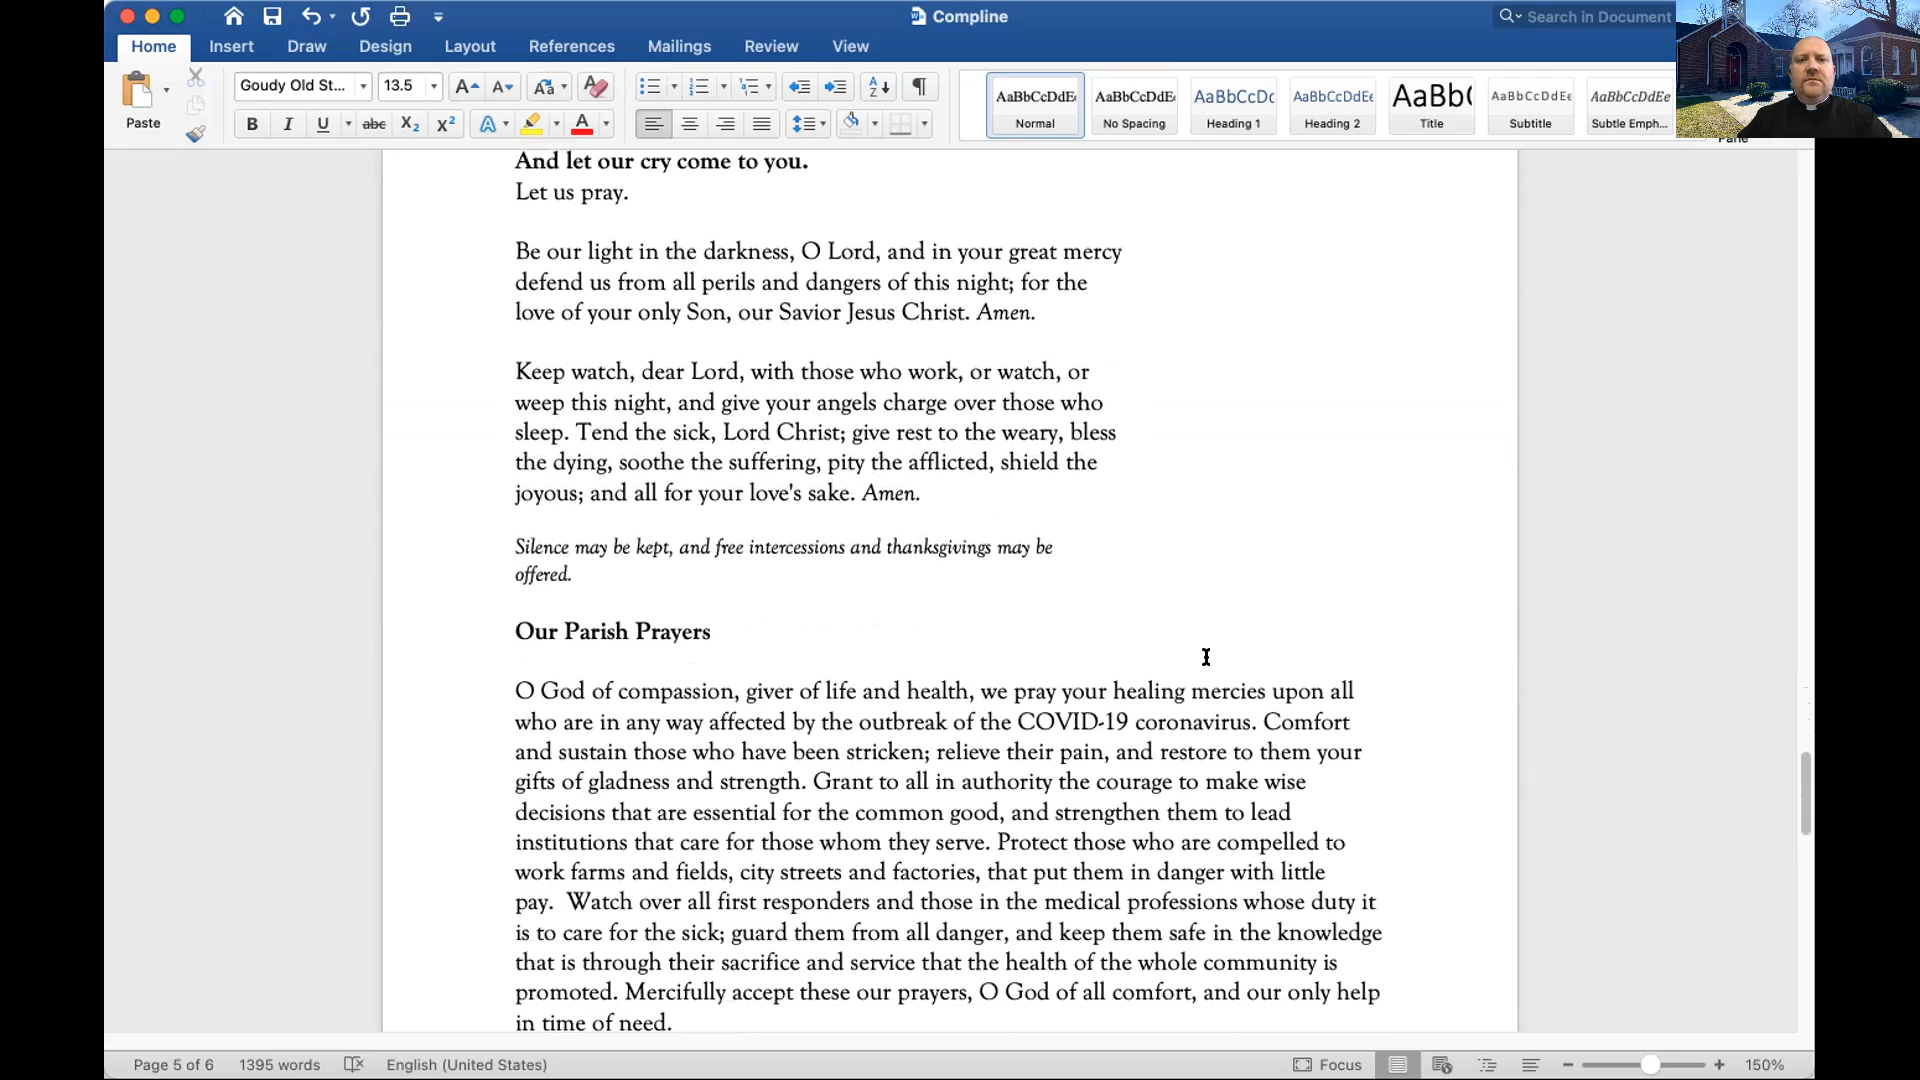 Compline
Search in Document
Home Insert Draw Design Layout References Mailings Review View
Goudy Old St... 13.5
Paste
AaBbCcDdE AaBbCcDdE AaBbCcDc AaBbCcDdE AaBb( AaBbCcDdE AaBbCcDdEe
Normal No Spacing Heading 1 Heading 2 Title Subtitle Subtle Emph...
And let our cry come to you.
Let us pray.
Be our light in the darkness, O Lord, and in your great mercy
defend us from all perils and dangers of this night; for the
love of your only Son, our Savior Jesus Christ. Amen.
Keep watch, dear Lord, with those who work, or watch, or
weep this night, and give your angels charge over those who
sleep. Tend the sick, Lord Christ; give rest to the weary, bless
the dying, soothe the suffering, pity the afflicted, shield the
joyous; and all for your love's sake. Amen.
Silence may be kept, and free intercessions and thanksgivings may be
offered.
Our Parish Prayers
O God of compassion, giver of life and health, we pray your healing mercies upon all
who are in any way affected by the outbreak of the COVID-19 coronavirus. Comfort
and sustain those who have been stricken; relieve their pain, and restore to them your
gifts of gladness and strength. Grant to all in authority the courage to make wise
decisions that are essential for the common good, and strengthen them to lead
institutions that care for those whom they serve. Protect those who are compelled to
work farms and fields, city streets and factories, that put them in danger with little
pay. Watch over all first responders and those in the medical professions whose duty it
is to care for the sick; guard them from all danger, and keep them safe in the knowledge
that is through their sacrifice and service that the health of the whole community is
promoted. Mercifully accept these our prayers, O God of all comfort, and our only help
in time of need.
Page 5 of 6 1395 words English (United States) Focus 150%